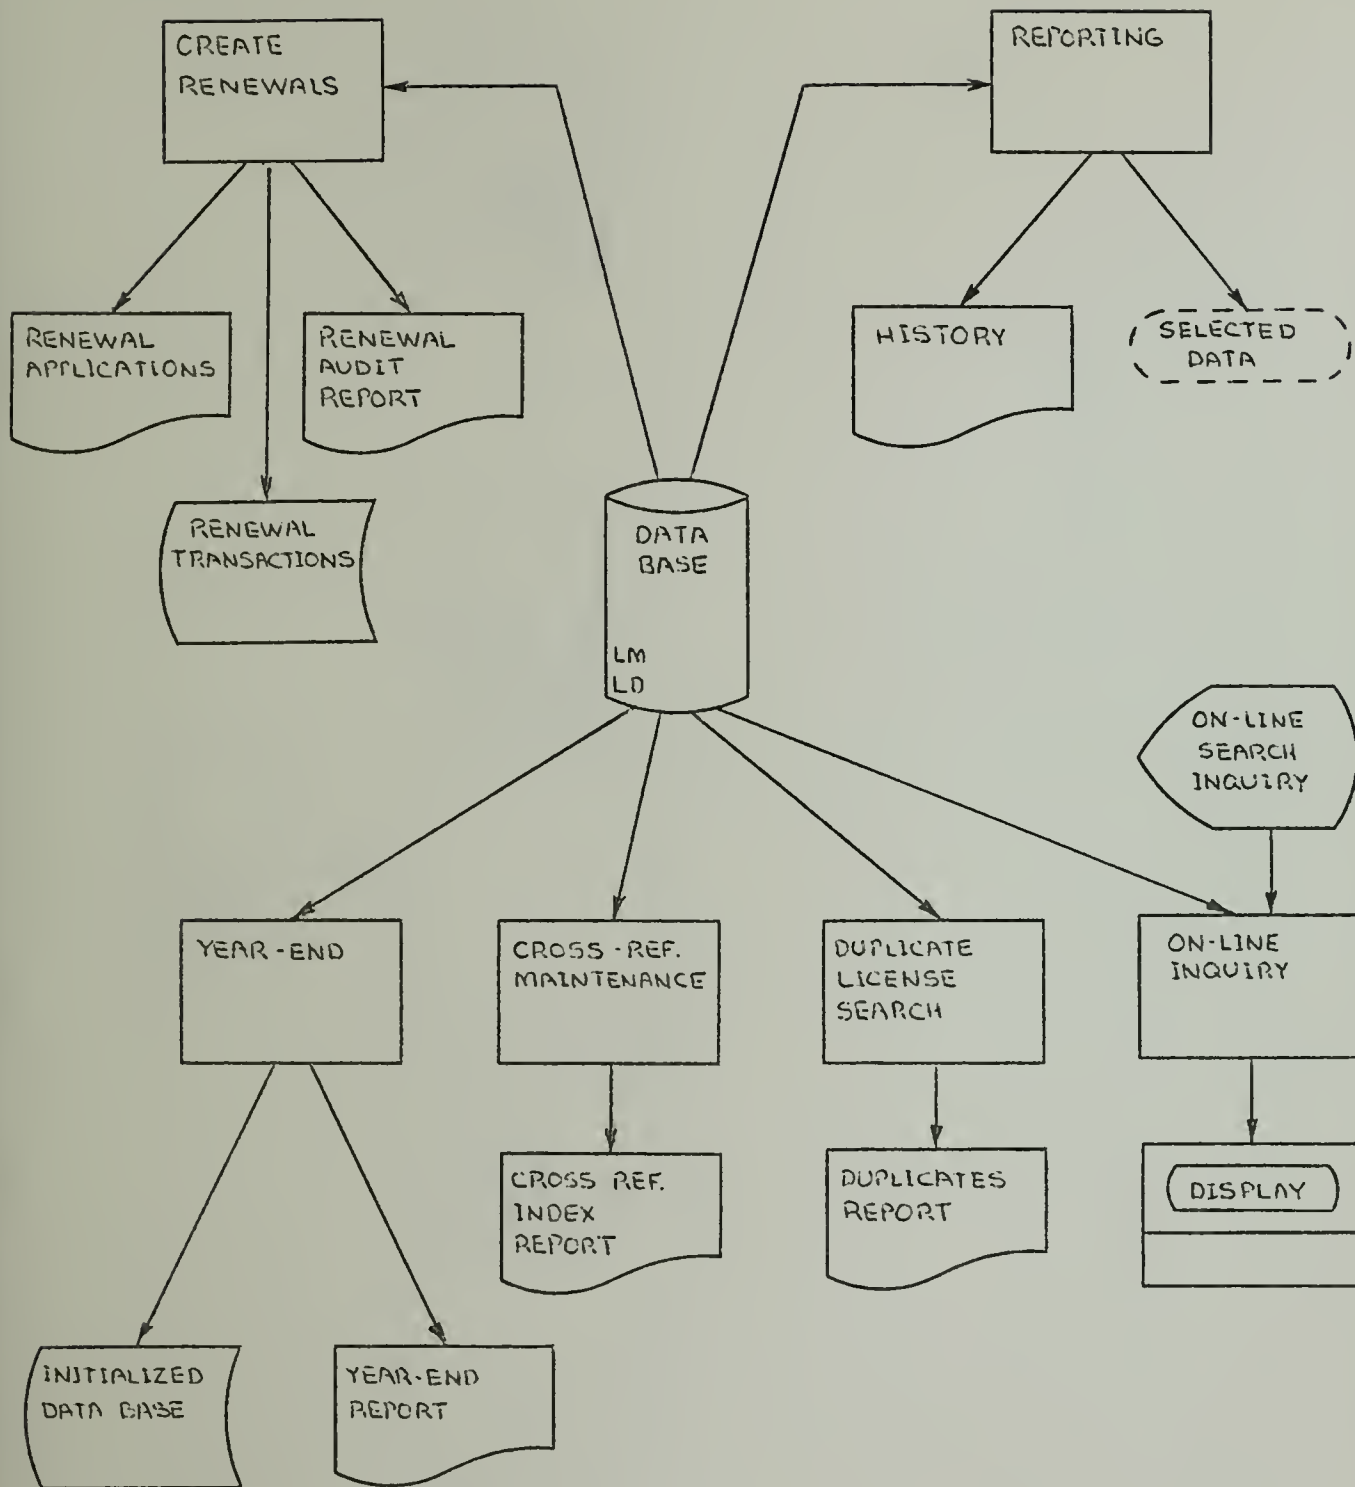 CREATE
RENEWALS
REPORTING
RENEWAL
APPLICATIONS
RENEWAL
AUDIT
REPORT
HISTORY
SELECTED
DATA
RENEWAL
TRANSACTIONS
DATA
BASE
LM
LD
ON-LINE
SEARCH
INQUIRY
YEAR-END
CROSS-REF.
MAINTENANCE
DUPLICATE
LICENSE
SEARCH
ON-LINE
INQUIRY
CROSS REF.
INDEX
REPORT
DUPLICATES
REPORT
DISPLAY
INITIALIZED
DATA BASE
YEAR-END
REPORT